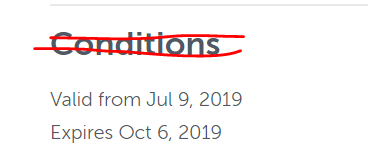 Conditions
Valid from Jul 9, 2019
Expires Oct 6, 2019